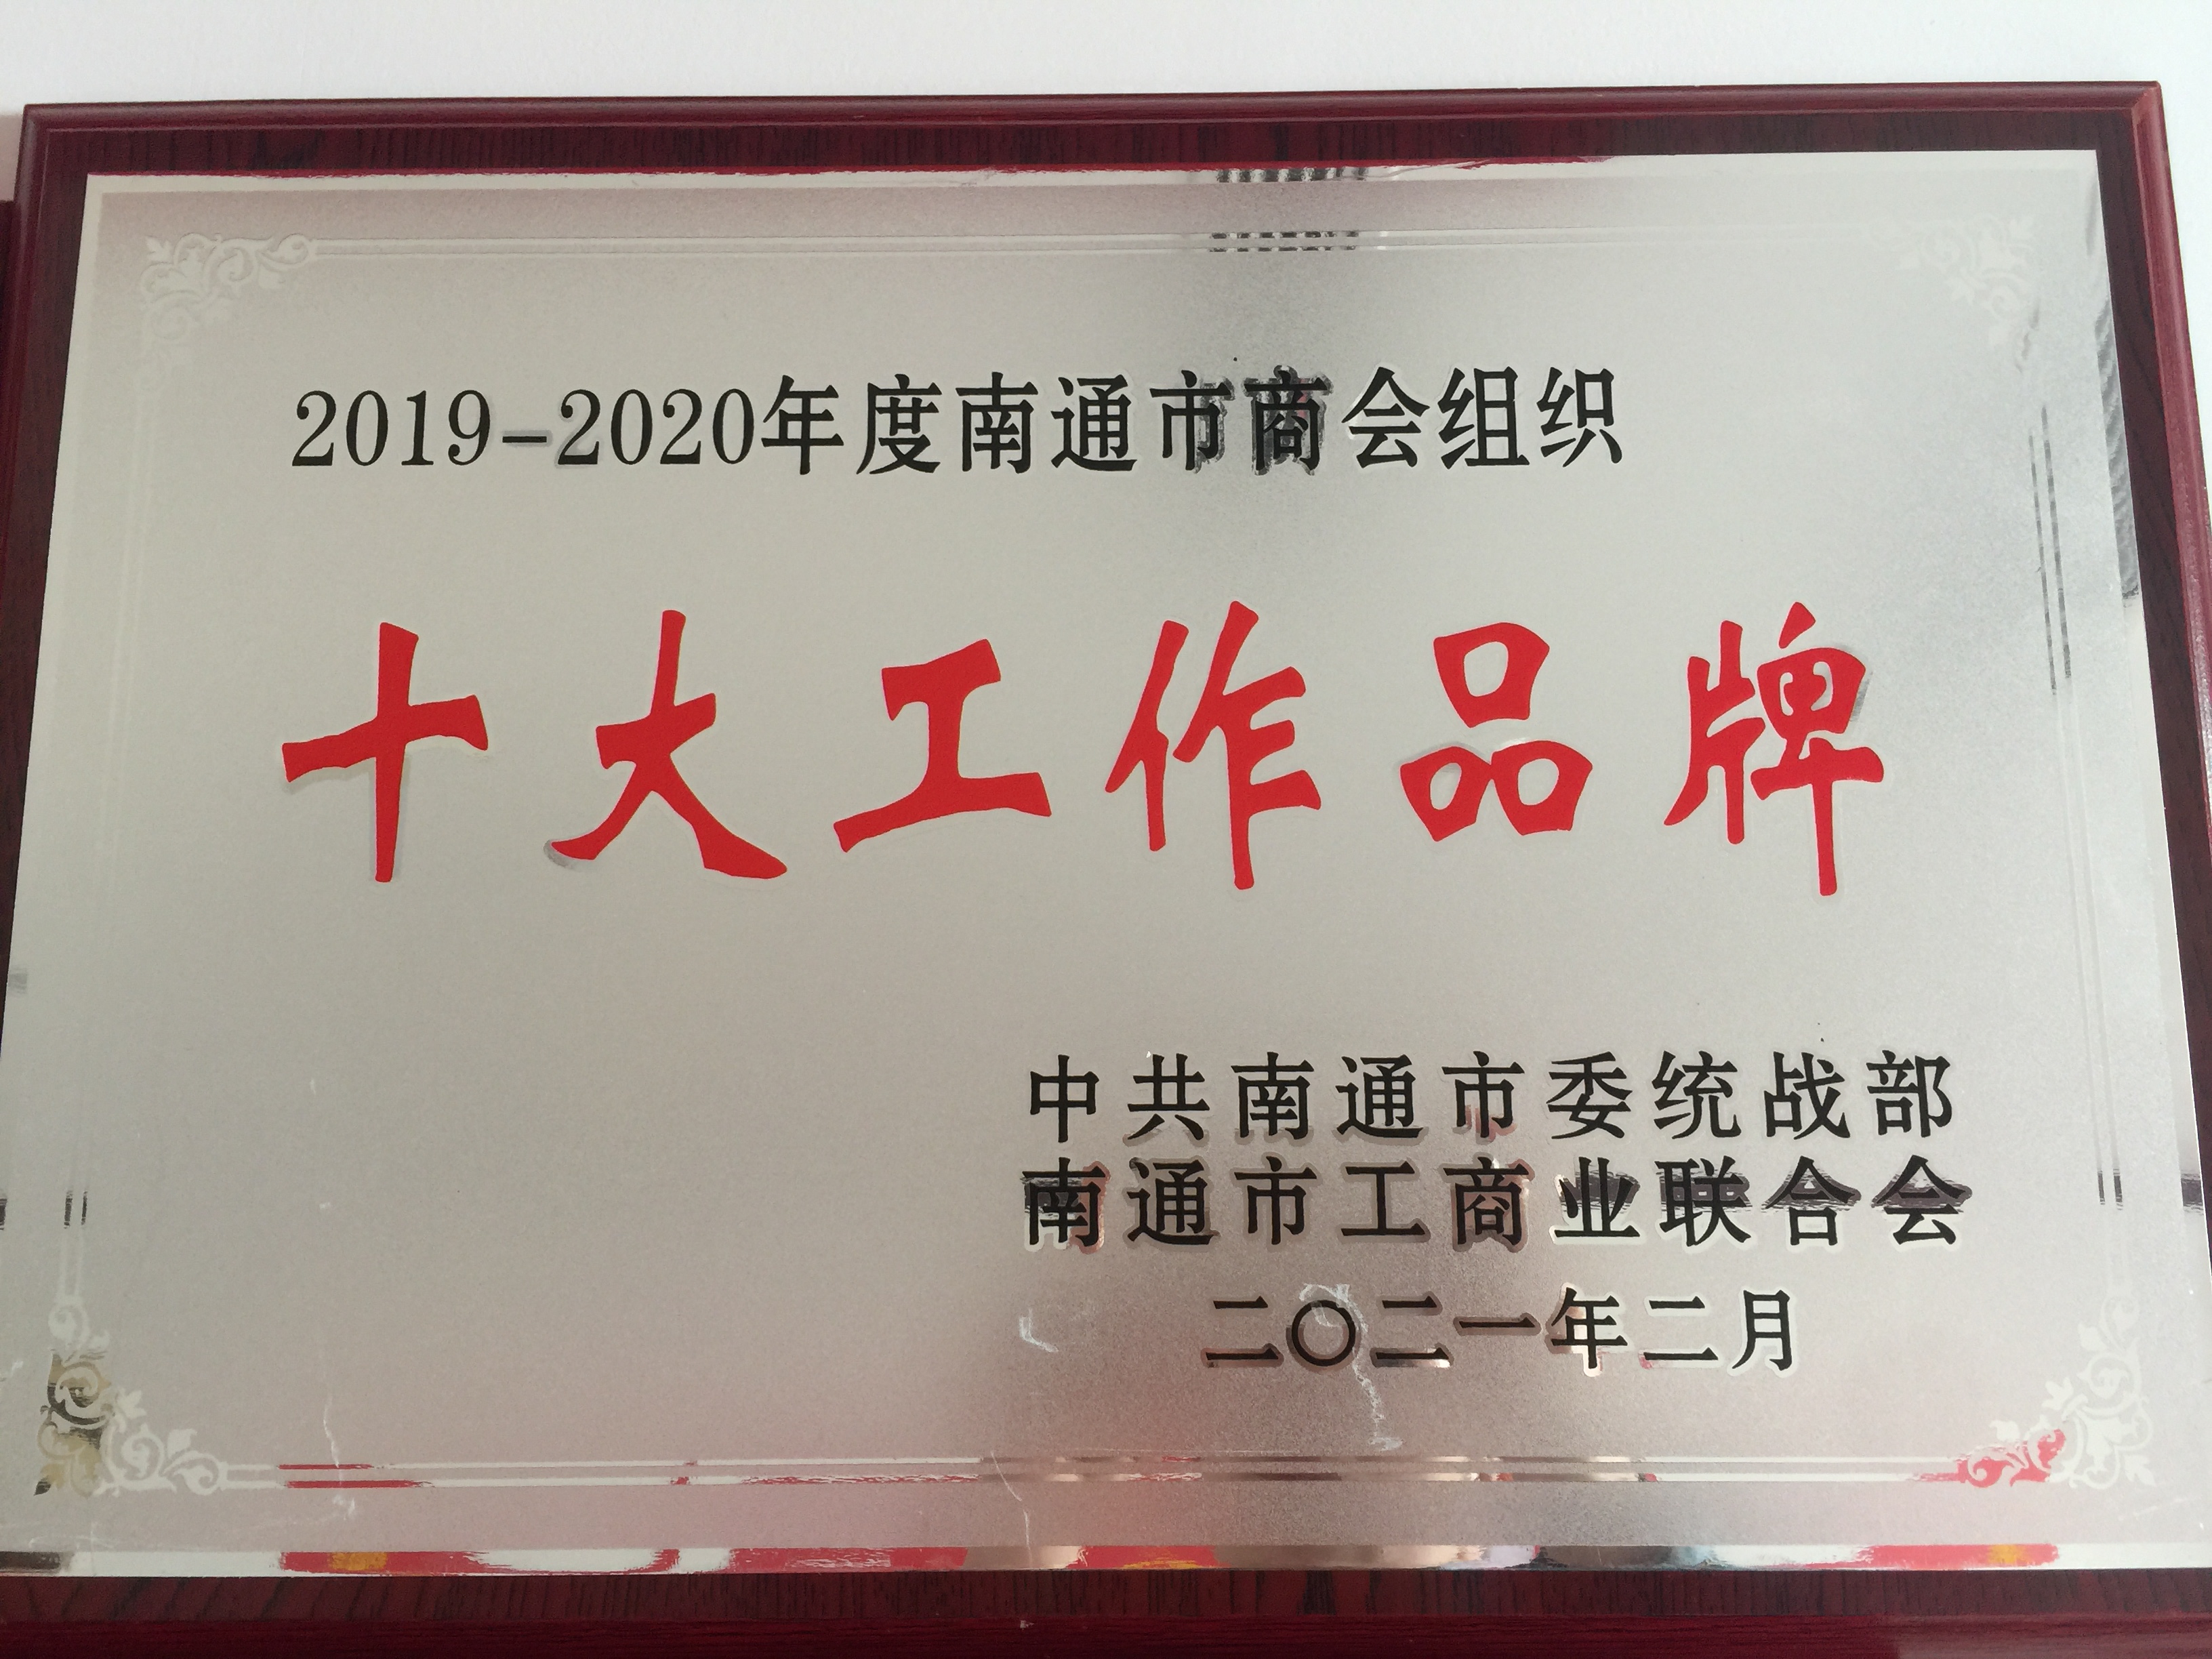 2019-2020年度南通市商会组织
十大工作品牌
中共南通市委统战部
南通市工商业联合会
二〇二一年二月